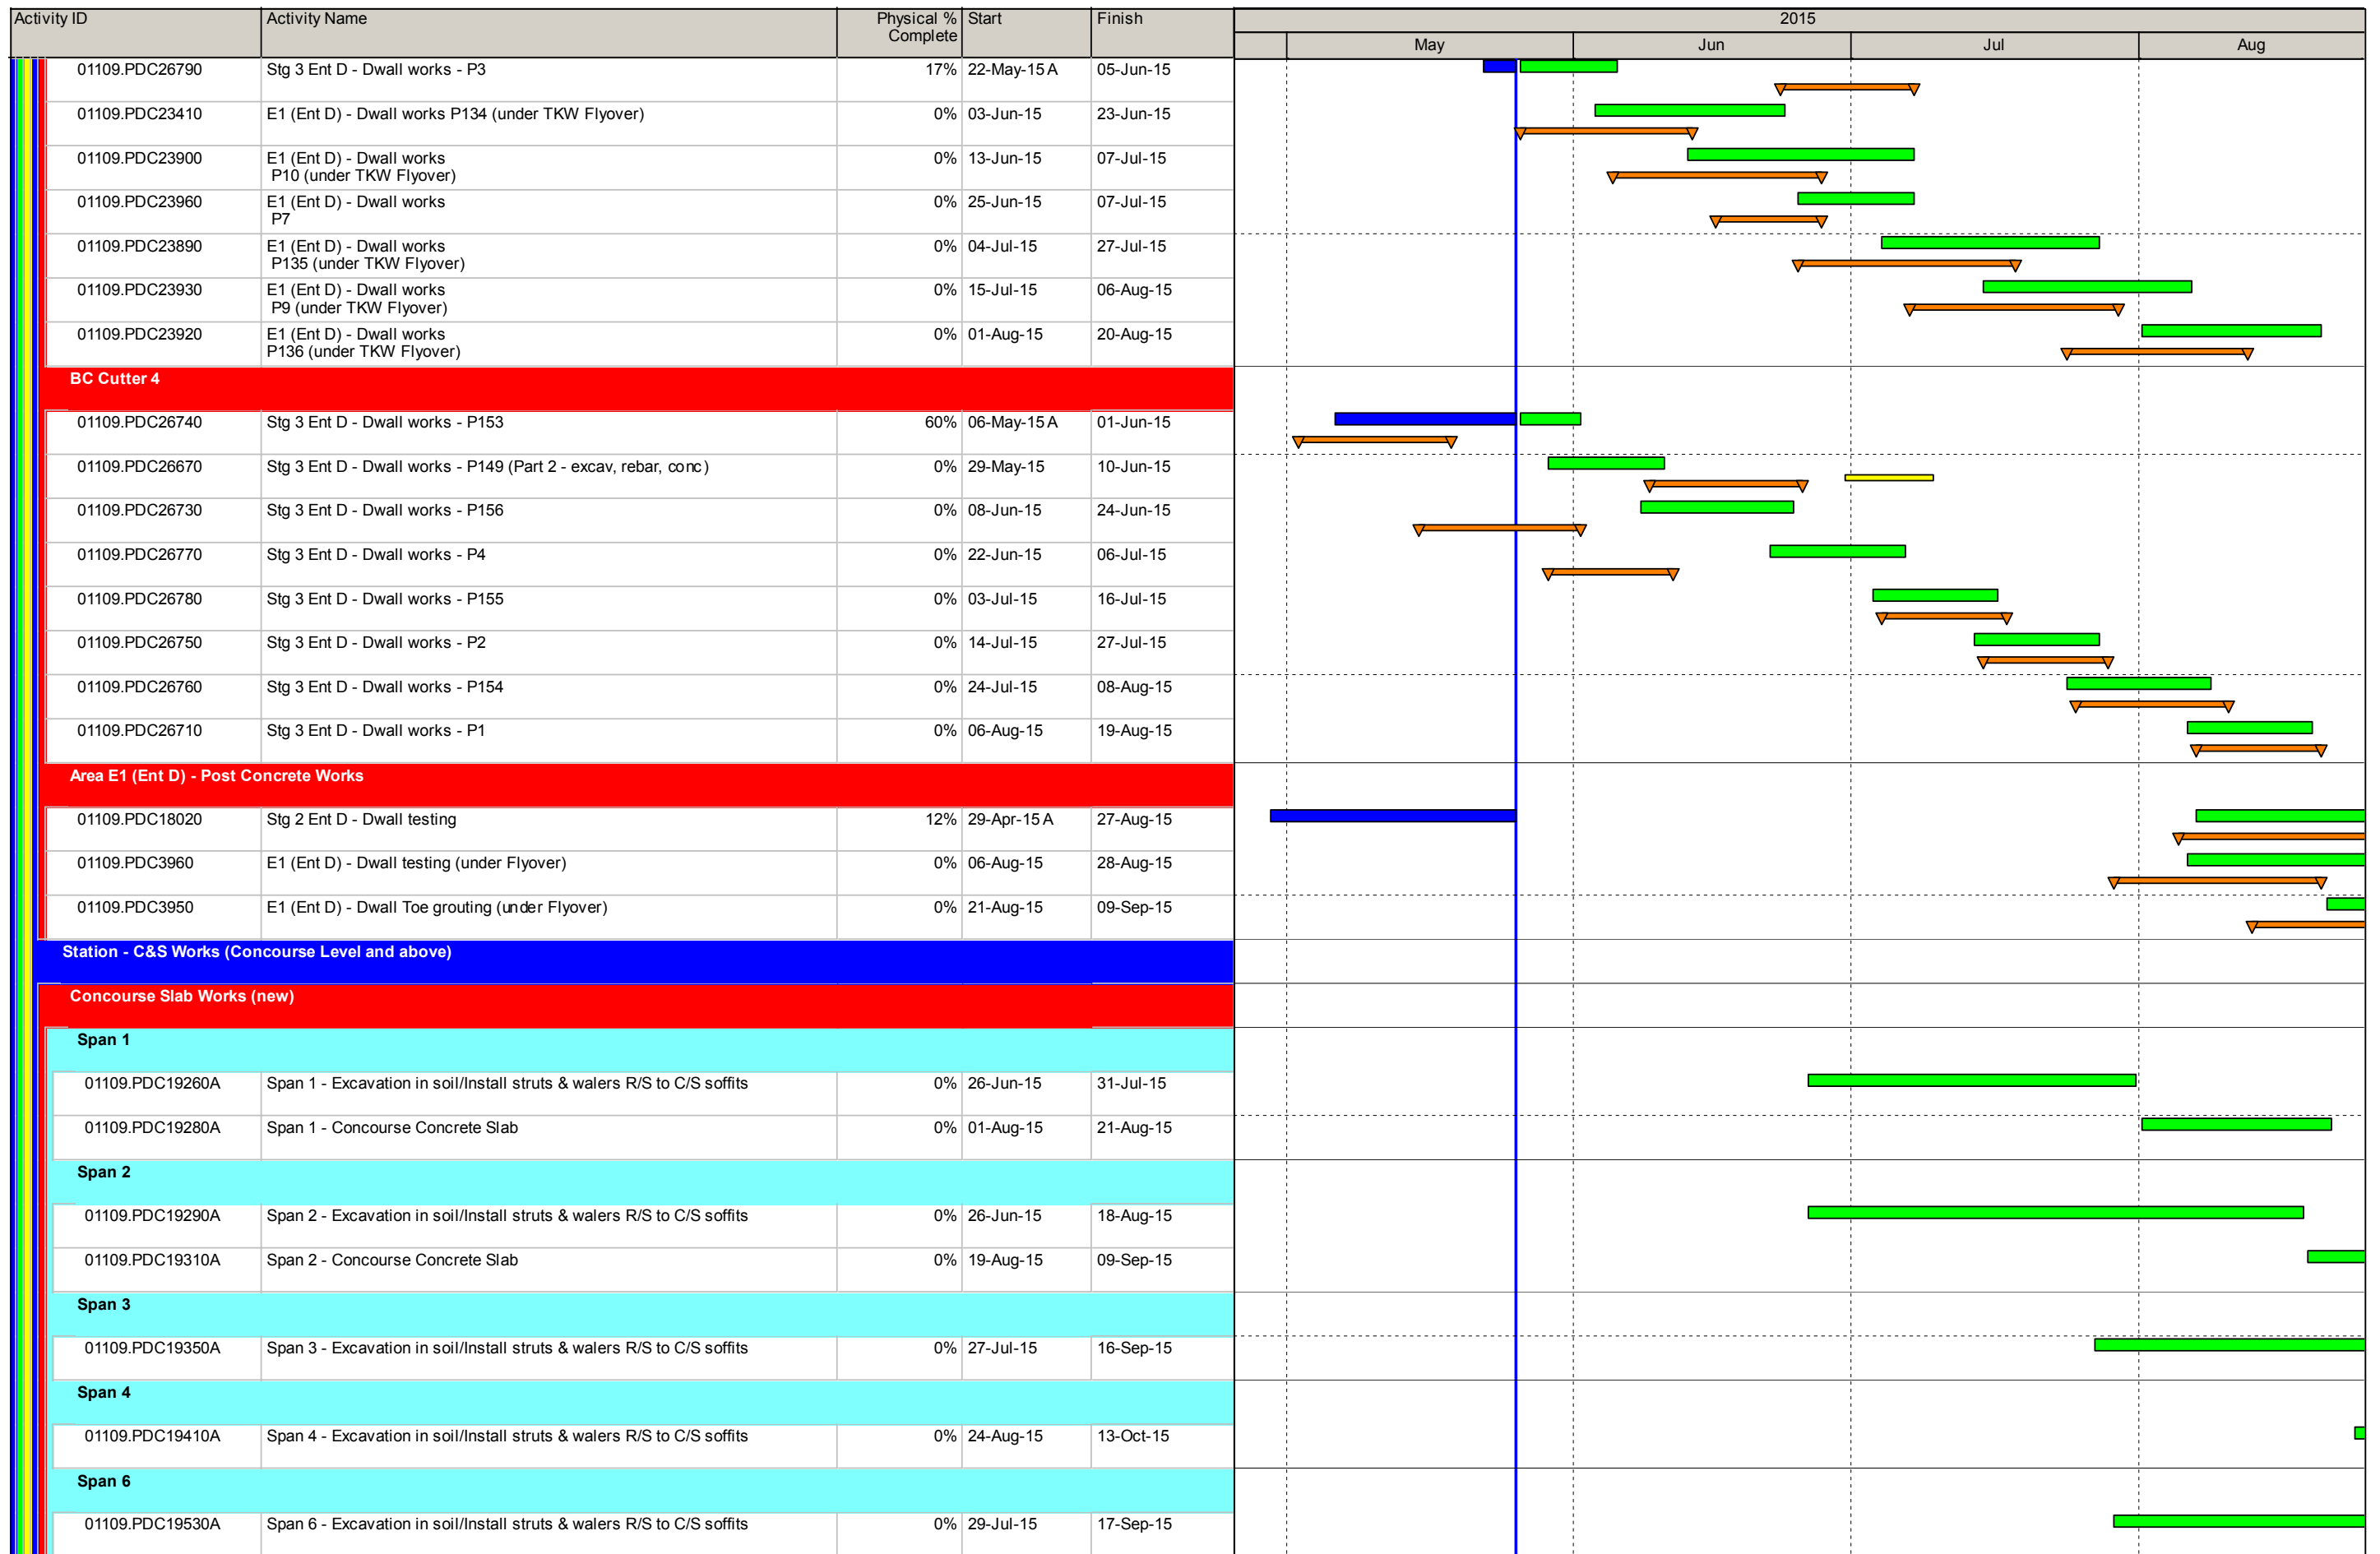 Activity ID Activity Name Physical % Complete Start Finish 2015
May Jun Jul Aug
01109.PDC26790 Stg 3 Ent D - Dwall works - P3 17% 22-May-15 A 05-Jun-15
01109.PDC23410 E1 (Ent D) - Dwall works P134 (under TKW Flyover) 0% 03-Jun-15 23-Jun-15
01109.PDC23900 E1 (Ent D) - Dwall works 0% 13-Jun-15 07-Jul-15
P10 (under TKW Flyover)
01109.PDC23960 E1 (Ent D) - Dwall works 0% 25-Jun-15 07-Jul-15
P7
01109.PDC23890 E1 (Ent D) - Dwall works 0% 04-Jul-15 27-Jul-15
P135 (under TKW Flyover)
01109.PDC23930 E1 (Ent D) - Dwall works 0% 15-Jul-15 06-Aug-15
P9 (under TKW Flyover)
01109.PDC23920 E1 (Ent D) - Dwall works 0% 01-Aug-15 20-Aug-15
P136 (under TKW Flyover)
BC Cutter 4
01109.PDC26740 Stg 3 Ent D - Dwall works - P153 60% 06-May-15 A 01-Jun-15
01109.PDC26670 Stg 3 Ent D - Dwall works - P149 (Part 2 - excav, rebar, conc) 0% 29-May-15 10-Jun-15
01109.PDC26730 Stg 3 Ent D - Dwall works - P156 0% 08-Jun-15 24-Jun-15
01109.PDC26770 Stg 3 Ent D - Dwall works - P4 0% 22-Jun-15 06-Jul-15
01109.PDC26780 Stg 3 Ent D - Dwall works - P155 0% 03-Jul-15 16-Jul-15
01109.PDC26750 Stg 3 Ent D - Dwall works - P2 0% 14-Jul-15 27-Jul-15
01109.PDC26760 Stg 3 Ent D - Dwall works - P154 0% 24-Jul-15 08-Aug-15
01109.PDC26710 Stg 3 Ent D - Dwall works - P1 0% 06-Aug-15 19-Aug-15
Area E1 (Ent D) - Post Concrete Works
01109.PDC18020 Stg 2 Ent D - Dwall testing 12% 29-Apr-15 A 27-Aug-15
01109.PDC3960 E1 (Ent D) - Dwall testing (under Flyover) 0% 06-Aug-15 28-Aug-15
01109.PDC3950 E1 (Ent D) - Dwall Toe grouting (under Flyover) 0% 21-Aug-15 09-Sep-15
Station - C&S Works (Concourse Level and above)
Concourse Slab Works (new)
Span 1
01109.PDC19260A Span 1 - Excavation in soil/Install struts & walers R/S to C/S soffits 0% 26-Jun-15 31-Jul-15
01109.PDC19280A Span 1 - Concourse Concrete Slab 0% 01-Aug-15 21-Aug-15
Span 2
01109.PDC19290A Span 2 - Excavation in soil/Install struts & walers R/S to C/S soffits 0% 26-Jun-15 18-Aug-15
01109.PDC19310A Span 2 - Concourse Concrete Slab 0% 19-Aug-15 09-Sep-15
Span 3
01109.PDC19350A Span 3 - Excavation in soil/Install struts & walers R/S to C/S soffits 0% 27-Jul-15 16-Sep-15
Span 4
01109.PDC19410A Span 4 - Excavation in soil/Install struts & walers R/S to C/S soffits 0% 24-Aug-15 13-Oct-15
Span 6
01109.PDC19530A Span 6 - Excavation in soil/Install struts & walers R/S to C/S soffits 0% 29-Jul-15 17-Sep-15